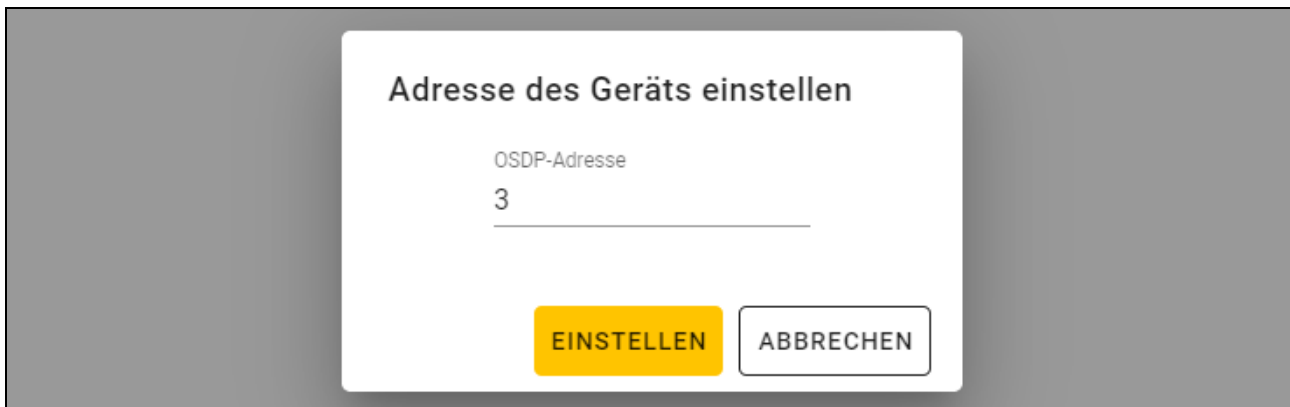 Adresse des Geräts einstellen
OSDP-Adresse
3
EINSTELLEN ABBRECHEN